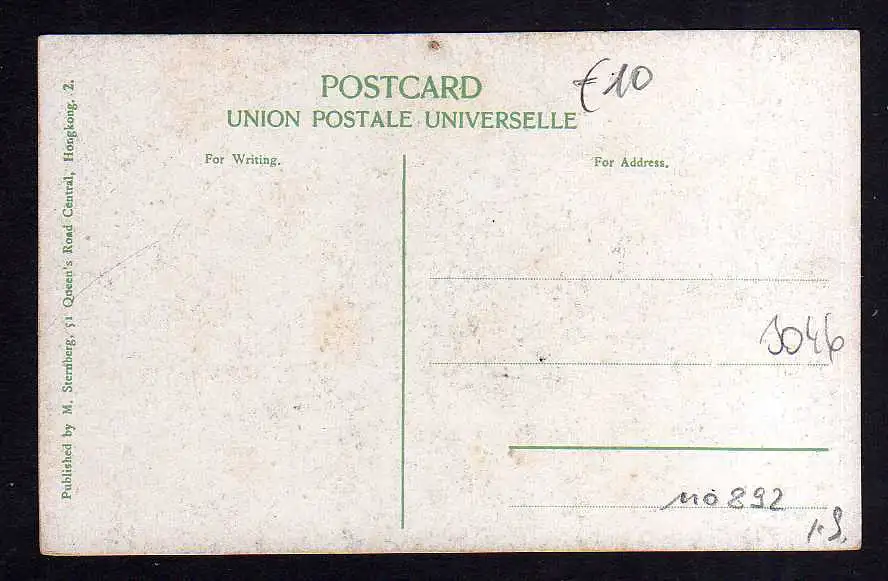 POSTCARD
€10
UNION POSTALE UNIVERSELLE
For Writing.
For Address.
Published by M. Sternberg, 51 Queen's Road Central, Hongkong. 2.
no 892